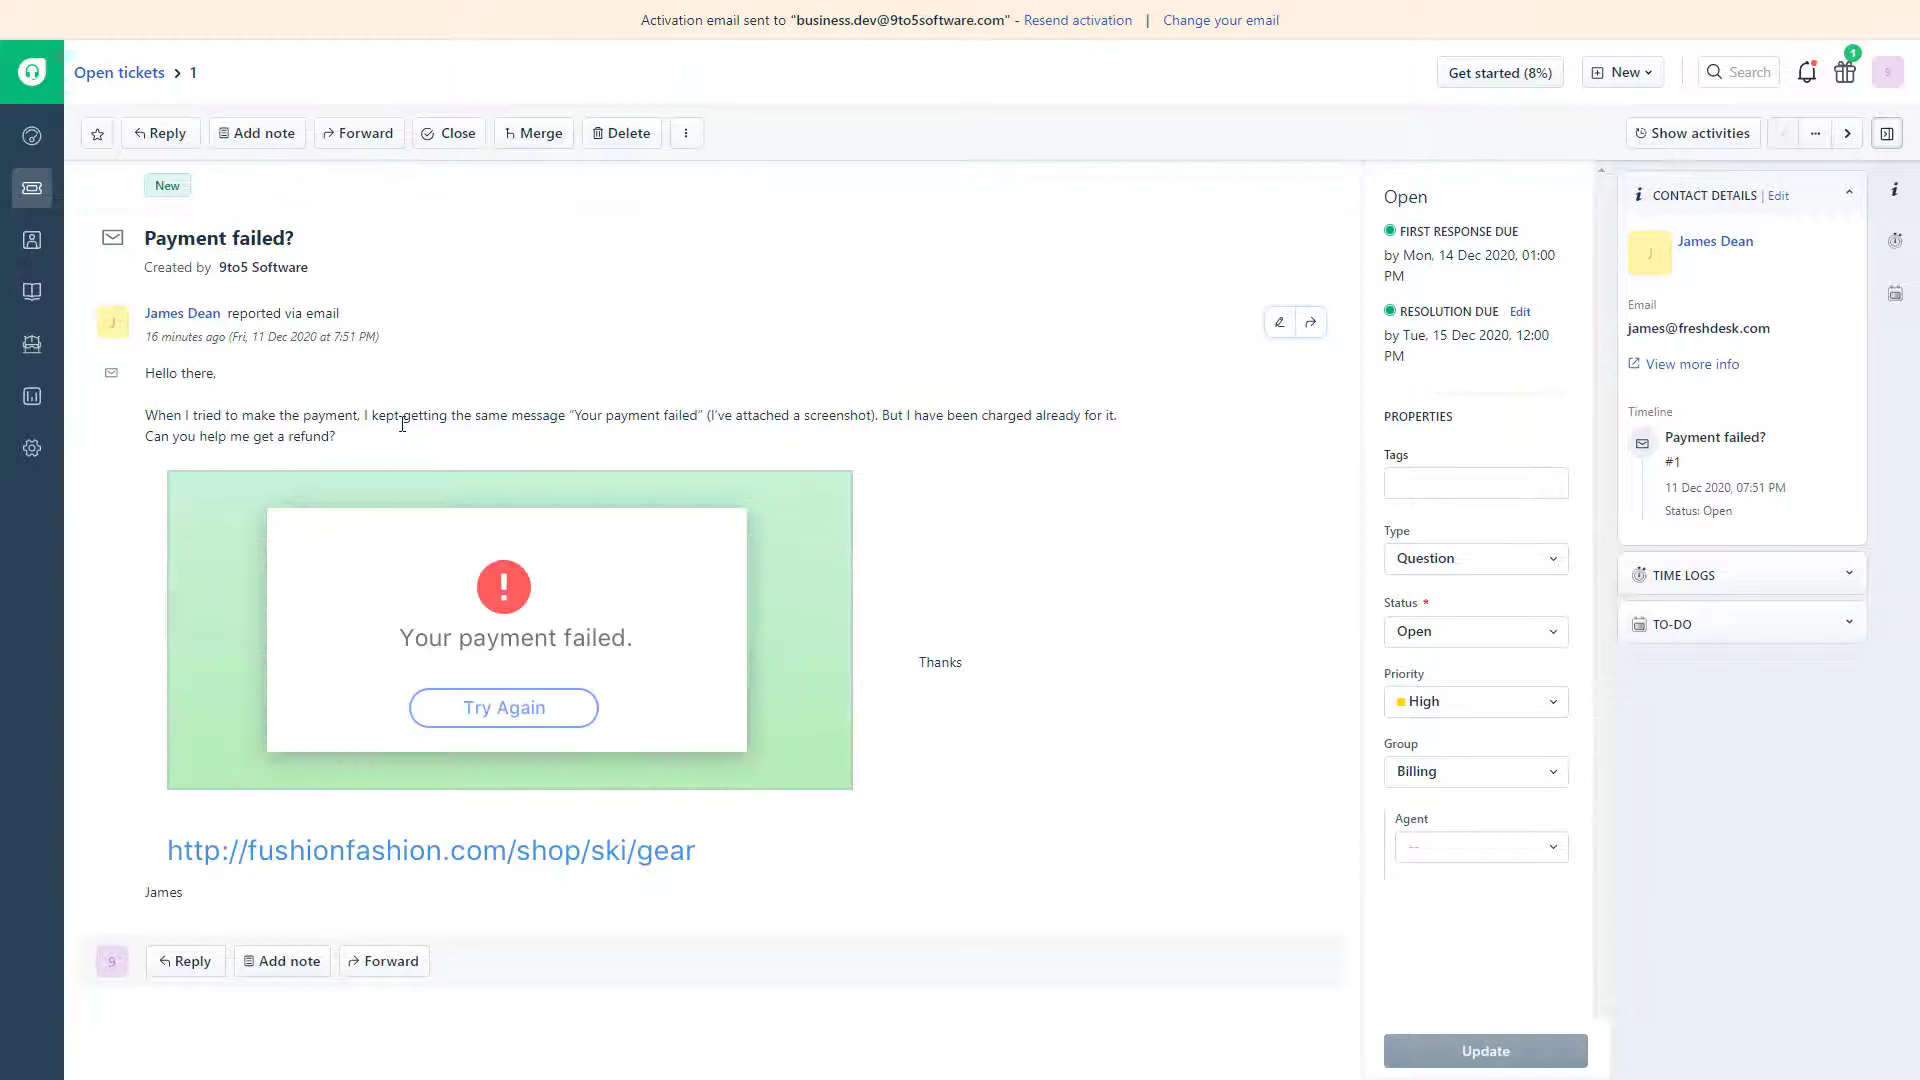 Activation email sent to "business.dev@9to5software.com" - Resend activation | Change your email
Open tickets > 1
Get started (8%)
New
Search
1
9
Reply
Add note
Forward
Close
Merge
Delete
Show activities
New
Payment failed?
Created by 9to5 Software
J
James Dean reported via email
16 minutes ago (Fri, 11 Dec 2020 at 7:51 PM)
Hello there,
When I tried to make the payment, I kept getting the same message “Your payment failed” (I’ve attached a screenshot). But I have been charged already for it.
Can you help me get a refund?
!
Your payment failed.
Try Again
Thanks
http://fushionfashion.com/shop/ski/gear
James
9
Reply
Add note
Forward
Open
FIRST RESPONSE DUE
by Mon, 14 Dec 2020, 01:00
PM
RESOLUTION DUE Edit
by Tue, 15 Dec 2020, 12:00
PM
PROPERTIES
Tags
Type
Question
Status *
Open
Priority
High
Group
Billing
Agent
--
Update
CONTACT DETAILS | Edit
J
James Dean
Email
james@freshdesk.com
View more info
Timeline
Payment failed?
#1
11 Dec 2020, 07:51 PM
Status: Open
TIME LOGS
TO-DO